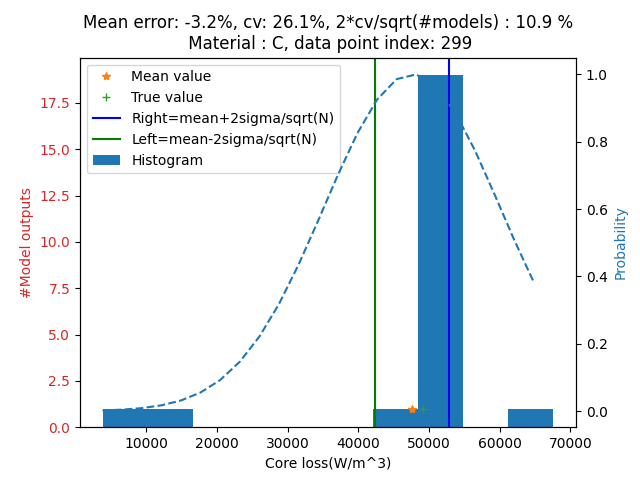 Mean error: -3.2%, cv: 26.1%, 2*cv/sqrt(#models) : 10.9 %
Material : C, data point index: 299
Mean value
True value
Right=mean+2sigma/sqrt(N)
Left=mean-2sigma/sqrt(N)
Histogram
#Model outputs
17.5
15.0
12.5
10.0
7.5
5.0
2.5
0.0
1.0
0.8
0.6
0.4
0.2
0.0
Probability
10000 20000 30000 40000 50000 60000 70000
Core loss(W/m^3)